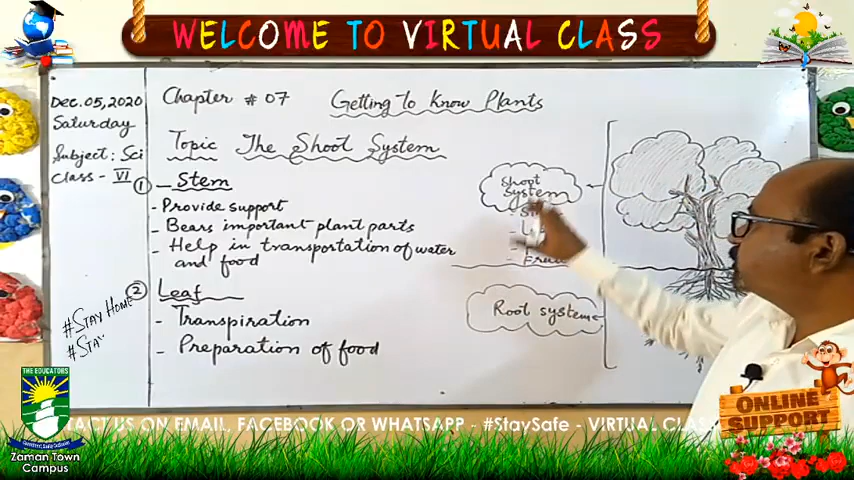 WELCOME TO VIRTUAL CLASS
Dec. 05, 2020
Saturday
Subject: Sci
Class - VI
Chapter # 07
Getting To Know Plants
Topic The Shoot System
① Stem
- Provide support
- Bears important plant parts
- Help in transportation of water
and food
② Leaf
- Transpiration
- Preparation of food
Shoot
System
Root system
#STAY HOME
#STAY
THE EDUCATORS
Zaman Town
Campus
ONLINE
SUPPORT
TACT US ON EMAIL, FACEBOOK OR WHATSAPP - #StaySafe - VIRTUAL CLASS